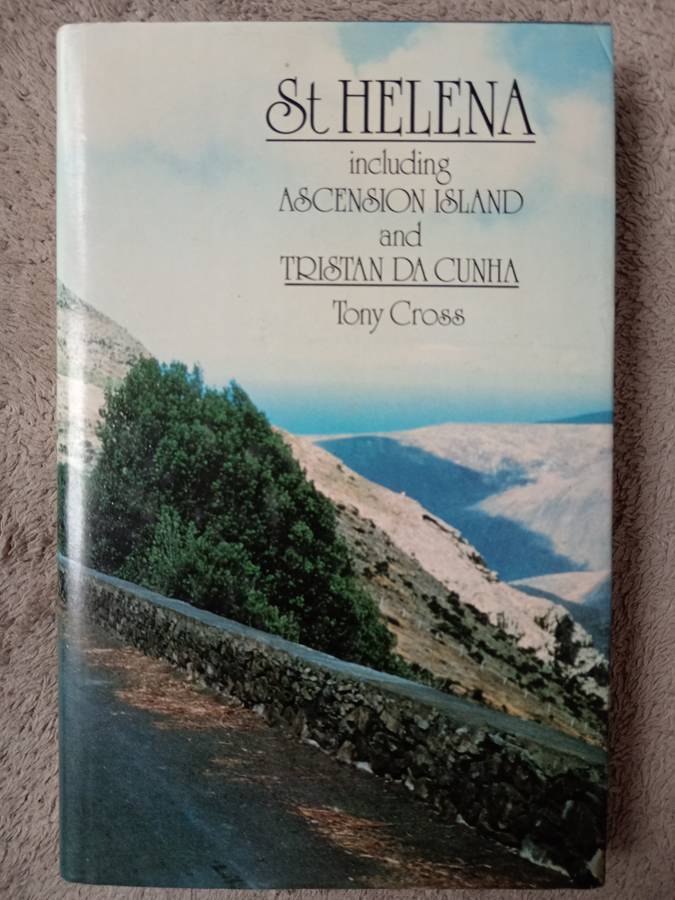 St HELENA
including
ASCENSION ISLAND
and
TRISTAN DA CUNHA
Tony Cross